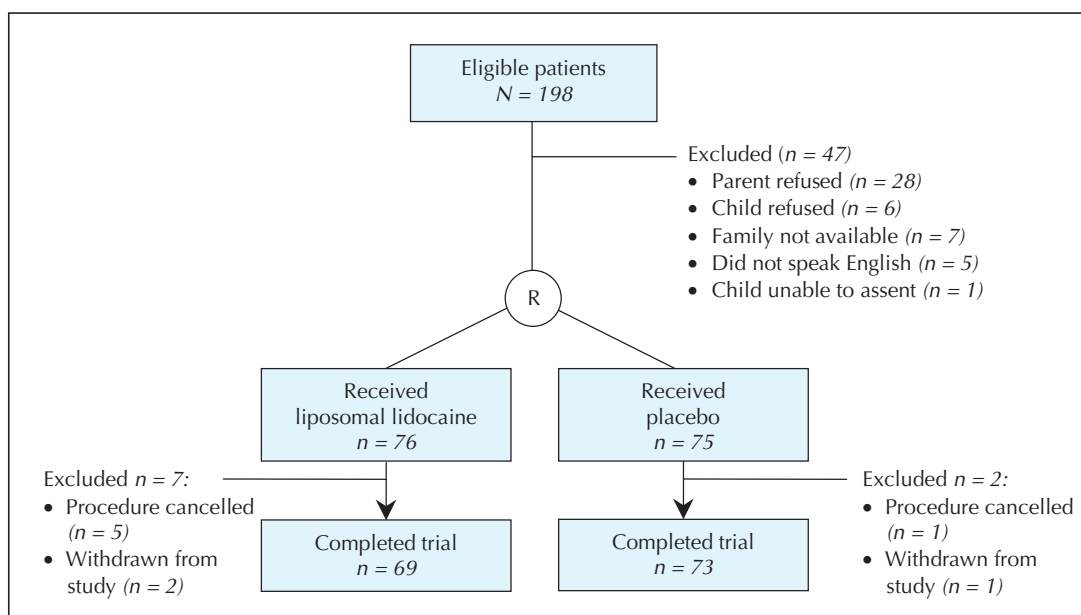 Eligible patients
N = 198
Excluded (n = 47)
• Parent refused (n = 28)
• Child refused (n = 6)
• Family not available (n = 7)
• Did not speak English (n = 5)
• Child unable to assent (n = 1)
R
Received
liposomal lidocaine
n = 76
Received
placebo
n = 75
Excluded n = 7:
• Procedure cancelled
(n = 5)
• Withdrawn from
study (n = 2)
Excluded n = 2:
• Procedure cancelled
(n = 1)
• Withdrawn from
study (n = 1)
Completed trial
n = 69
Completed trial
n = 73